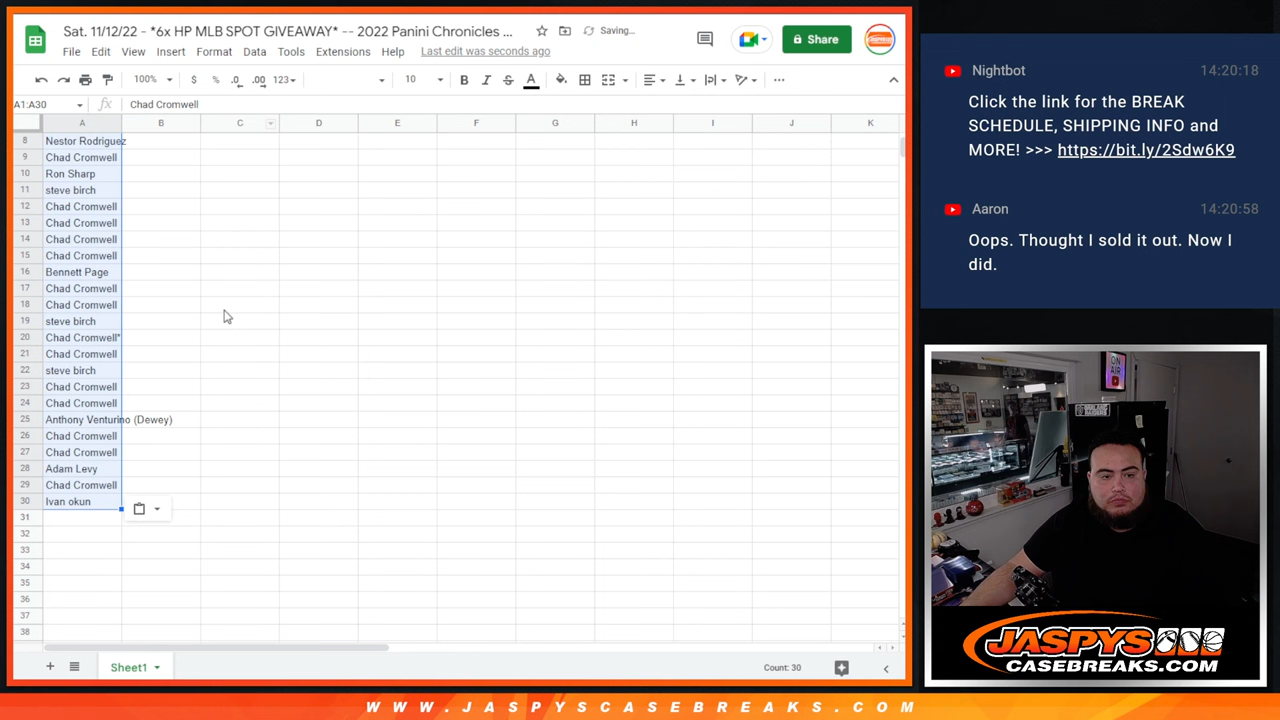 Sat. 11/12/22 - *6x HP MLB SPOT GIVEAWAY* -- 2022 Panini Chronicles ...
Saving...
Share
File Edit View Insert Format Data Tools Extensions Help Last edit was seconds ago
100% $ % .0 .00 123 10 B I S A
A1:A30 fx Chad Cromwell
A B C D E F G H I J K
8 Nestor Rodriguez
9 Chad Cromwell
10 Ron Sharp
11 steve birch
12 Chad Cromwell
13 Chad Cromwell
14 Chad Cromwell
15 Chad Cromwell
16 Bennett Page
17 Chad Cromwell
18 Chad Cromwell
19 steve birch
20 Chad Cromwell*
21 Chad Cromwell
22 steve birch
23 Chad Cromwell
24 Chad Cromwell
25 Anthony Venturino (Dewey)
26 Chad Cromwell
27 Chad Cromwell
28 Adam Levy
29 Chad Cromwell
30 Ivan okun
31
32
33
34
35
36
37
38
Sheet1
Count: 30
Nightbot 14:20:18
Click the link for the BREAK
SCHEDULE, SHIPPING INFO and
MORE! >>> https://bit.ly/2Sdw6K9
Aaron 14:20:58
Oops. Thought I sold it out. Now I
did.
ON
AIR
JASPYS
CASEBREAKS.COM
WWW.JASPYSCASEBREAKS.COM